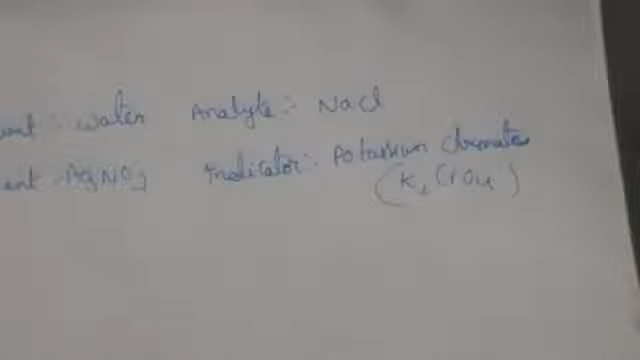 water Analyte :- NaCl
AgNO3 Indicator :- Potassium chromate
(K2CrO4)